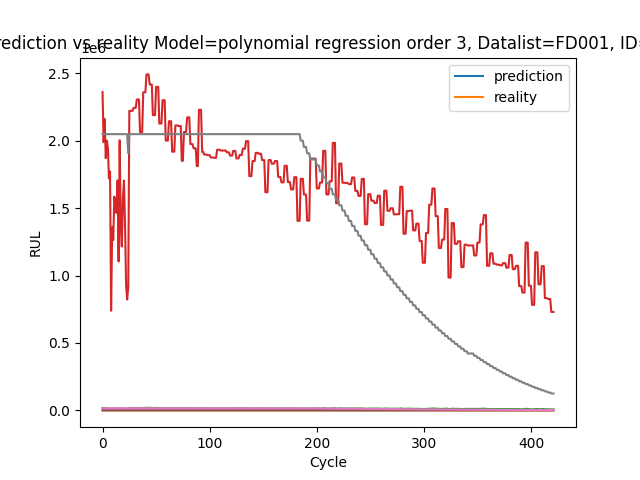 rediction vs reality Model=polynomial regression order 3, Datalist=FD001, ID=
1e6
2.5
2.0
1.5
1.0
0.5
0.0
RUL
0 100 200 300 400
Cycle
prediction
reality